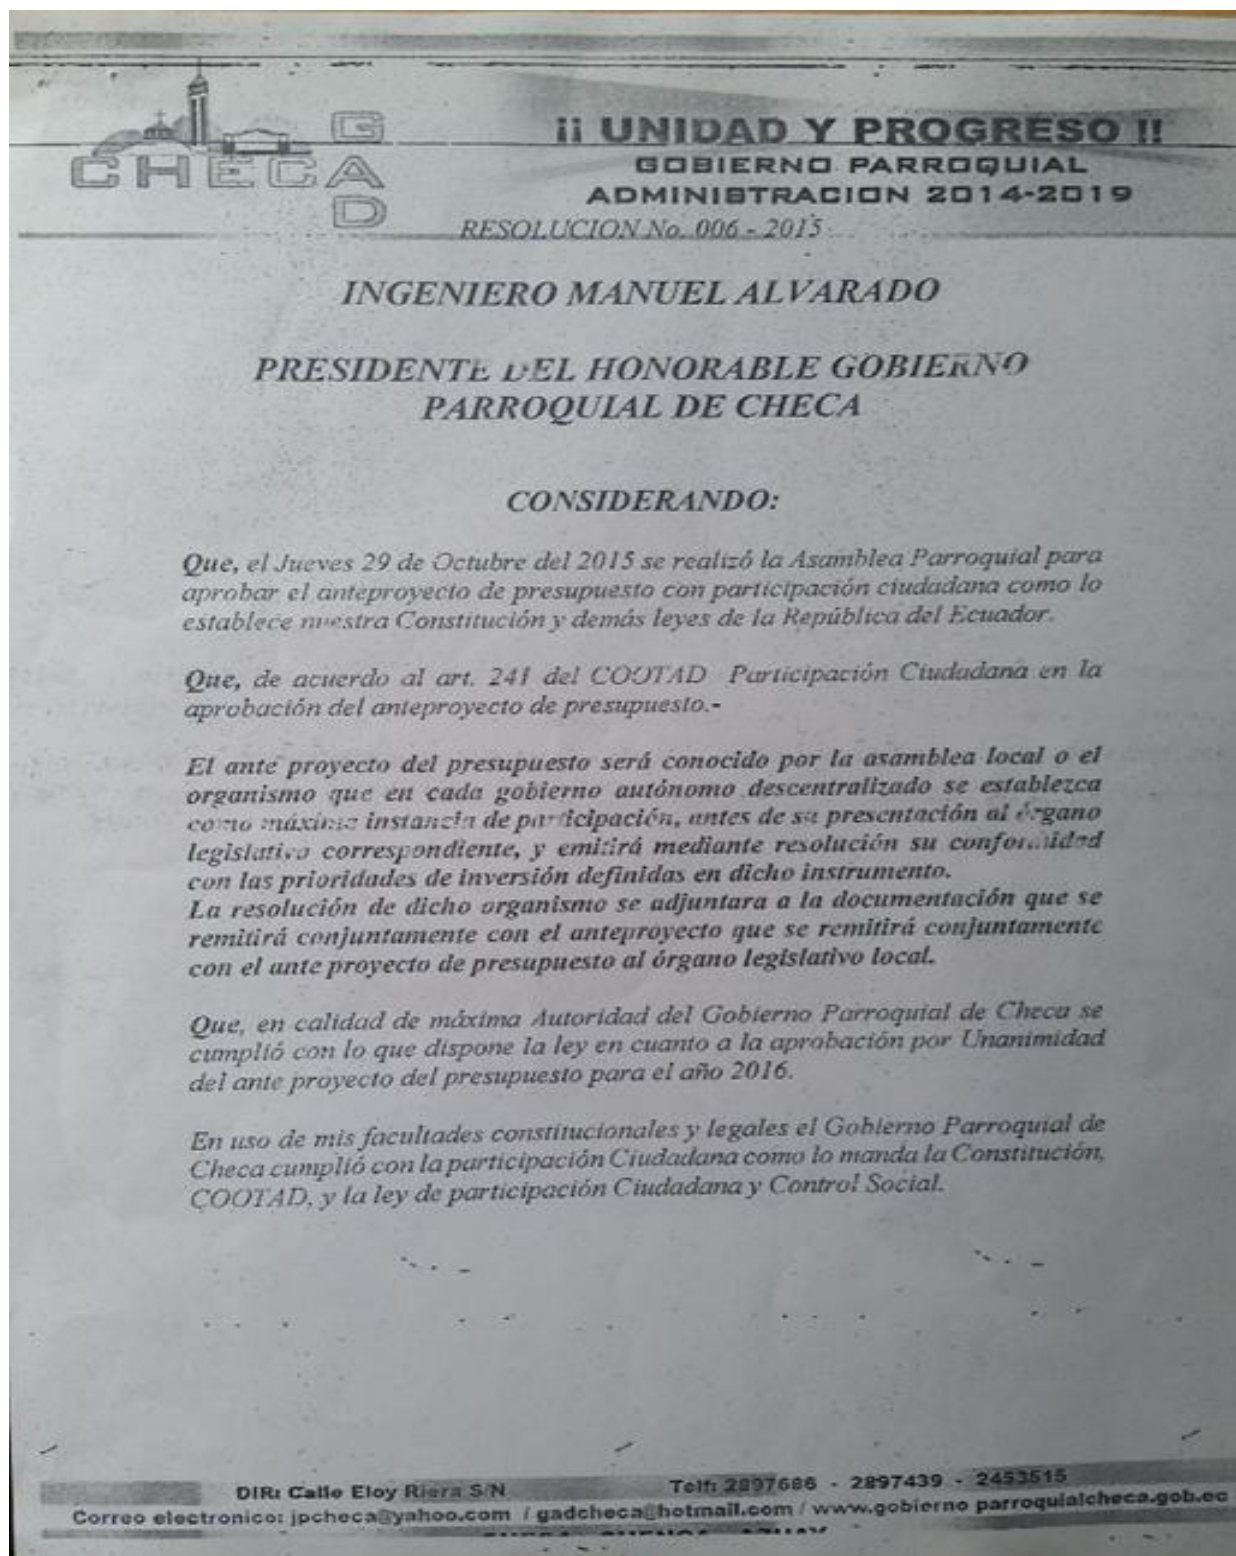 GAD
CHECA
¡¡ UNIDAD Y PROGRESO !!
GOBIERNO PARROQUIAL
ADMINISTRACION 2014-2019
RESOLUCION No. 006 - 2015
INGENIERO MANUEL ALVARADO
PRESIDENTE DEL HONORABLE GOBIERNO
PARROQUIAL DE CHECA
CONSIDERANDO:
Que, el Jueves 29 de Octubre del 2015 se realizó la Asamblea Parroquial para
aprobar el anteproyecto de presupuesto con participación ciudadana como lo
establece nuestra Constitución y demás leyes de la República del Ecuador.
Que, de acuerdo al art. 241 del COOTAD Participación Ciudadana en la
aprobación del anteproyecto de presupuesto.-
El ante proyecto del presupuesto será conocido por la asamblea local o el
organismo que en cada gobierno autónomo descentralizado se establezca
como máxima instancia de participación, antes de su presentación al órgano
legislativo correspondiente, y emitirá mediante resolución su conformidad
con las prioridades de inversión definidas en dicho instrumento.
La resolución de dicho organismo se adjuntara a la documentación que se
remitirá conjuntamente con el anteproyecto que se remitirá conjuntamente
con el ante proyecto de presupuesto al órgano legislativo local.
Que, en calidad de máxima Autoridad del Gobierno Parroquial de Checa se
cumplió con lo que dispone la ley en cuanto a la aprobación por Unanimidad
del ante proyecto del presupuesto para el año 2016.
En uso de mis facultades constitucionales y legales el Gobierno Parroquial de
Checa cumplió con la participación Ciudadana como lo manda la Constitución,
COOTAD, y la ley de participación Ciudadana y Control Social.
DIR: Calle Eloy Riera S/N Telf: 2897686 - 2897439 - 2453515
Correo electronico: jpcheca@yahoo.com / gadcheca@hotmail.com / www.gobierno parroquialcheca.gob.ec